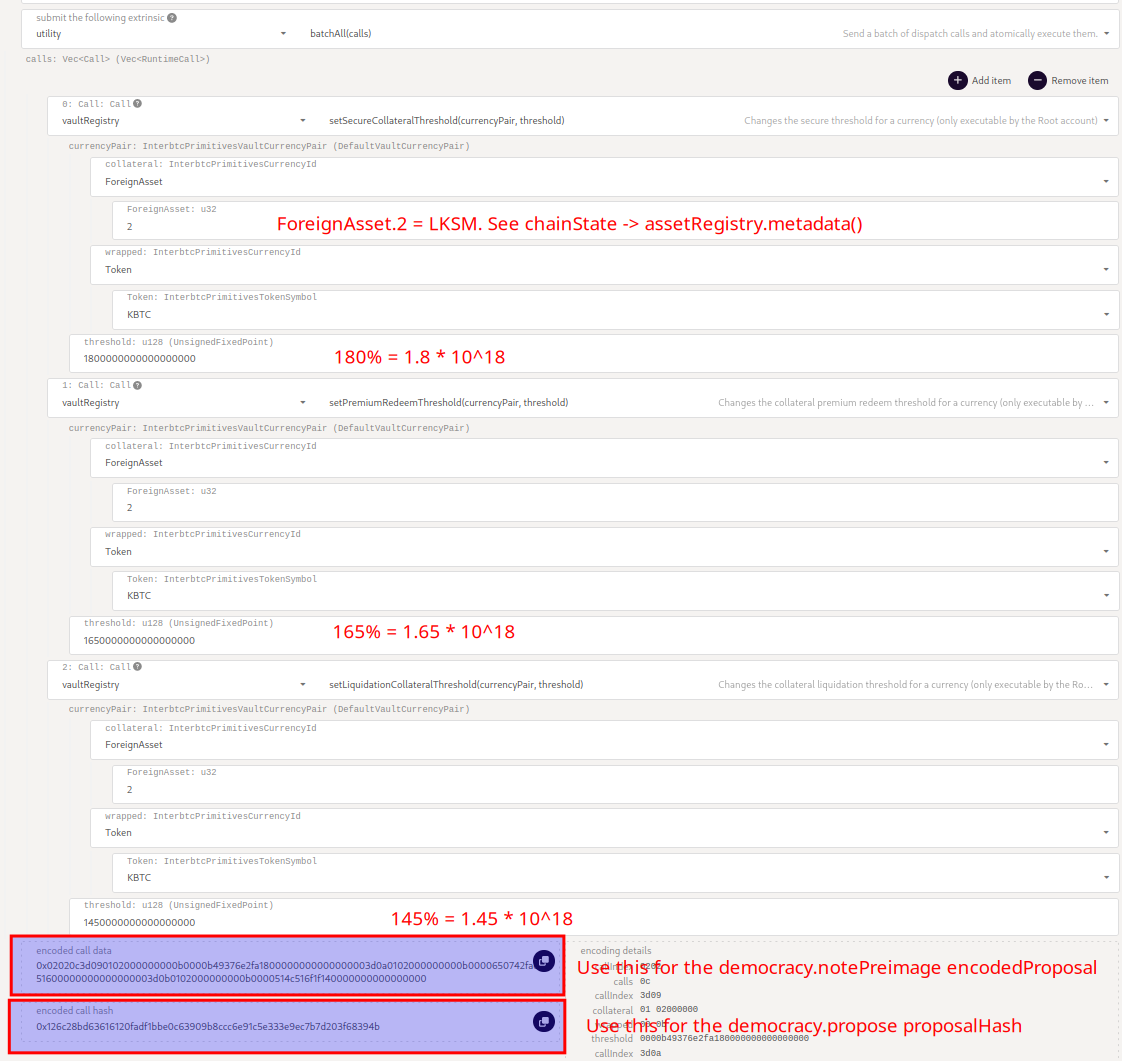 submit the following extrinsic ?
utility batchAll(calls) Send a batch of dispatch calls and atomically execute them.
calls: Vec<Call> (Vec<RuntimeCall>)
+ Add item − Remove item
0: Call: Call ?
vaultRegistry setSecureCollateralThreshold(currencyPair, threshold) Changes the secure threshold for a currency (only executable by the Root account)
currencyPair: InterbtcPrimitivesVaultCurrencyPair (DefaultVaultCurrencyPair)
collateral: InterbtcPrimitivesCurrencyId
ForeignAsset
ForeignAsset: u32
2
ForeignAsset.2 = LKSM. See chainState -> assetRegistry.metadata()
wrapped: InterbtcPrimitivesCurrencyId
Token
Token: InterbtcPrimitivesTokenSymbol
KBTC
threshold: u128 (UnsignedFixedPoint)
1800000000000000000
180% = 1.8 * 10^18
1: Call: Call ?
vaultRegistry setPremiumRedeemThreshold(currencyPair, threshold) Changes the collateral premium redeem threshold for a currency (only executable by ...
currencyPair: InterbtcPrimitivesVaultCurrencyPair (DefaultVaultCurrencyPair)
collateral: InterbtcPrimitivesCurrencyId
ForeignAsset
ForeignAsset: u32
2
wrapped: InterbtcPrimitivesCurrencyId
Token
Token: InterbtcPrimitivesTokenSymbol
KBTC
threshold: u128 (UnsignedFixedPoint)
1650000000000000000
165% = 1.65 * 10^18
2: Call: Call ?
vaultRegistry setLiquidationCollateralThreshold(currencyPair, threshold) Changes the collateral liquidation threshold for a currency (only executable by the Ro...
currencyPair: InterbtcPrimitivesVaultCurrencyPair (DefaultVaultCurrencyPair)
collateral: InterbtcPrimitivesCurrencyId
ForeignAsset
ForeignAsset: u32
2
wrapped: InterbtcPrimitivesCurrencyId
Token
Token: InterbtcPrimitivesTokenSymbol
KBTC
threshold: u128 (UnsignedFixedPoint)
1450000000000000000
145% = 1.45 * 10^18
encoded call data
0x02020c3d090102000000000b0000b49376e2fa1800000000000000003d0a0102000000000b0000650742fa
5160000000000000003d0b0102000000000b0000514c516f1f14000000000000000000
encoded call hash
0x126c28bd63616120fadf1bbe0c63909b8ccc6e91c5e333e9ec7b7d203f68394b
encoding details
Use this for the democracy.notePreimage encodedProposal
calls 0c
callIndex 3d09
collateral 01 02000000
Use this for the democracy.propose proposalHash
threshold 0000b49376e2fa180000000000000000
callIndex 3d0a